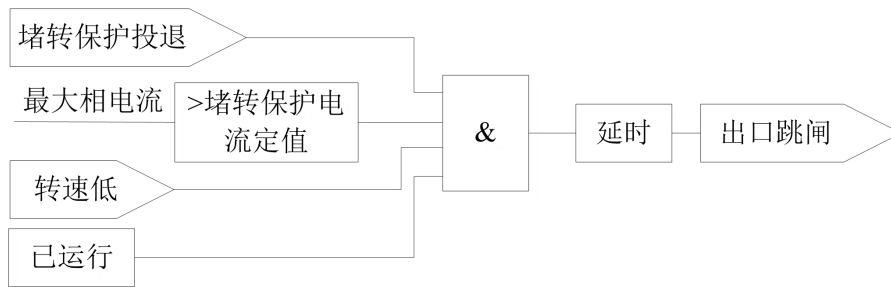 堵转保护投退
最大相电流
>堵转保护电
流定值
转速低
已运行
&
延时
出口跳闸